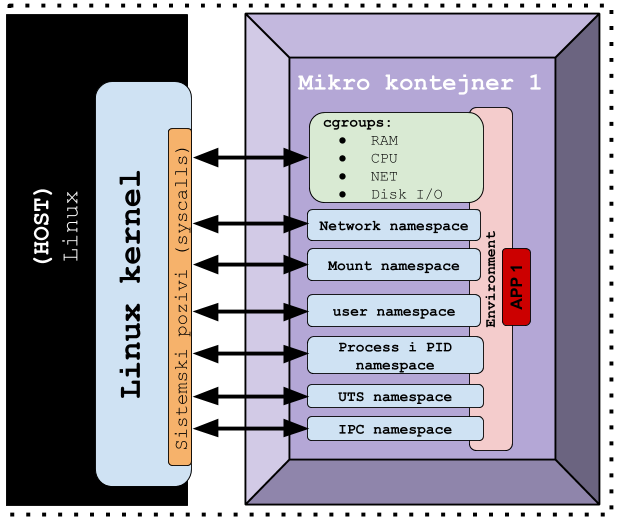 (HOST)
Linux
Linux kernel
Sistemski pozivi (syscalls)
Mikro kontejner 1
cgroups:
● RAM
● CPU
● NET
● Disk I/O
Network namespace
Mount namespace
user namespace
Process i PID
namespace
UTS namespace
IPC namespace
Environment
APP 1